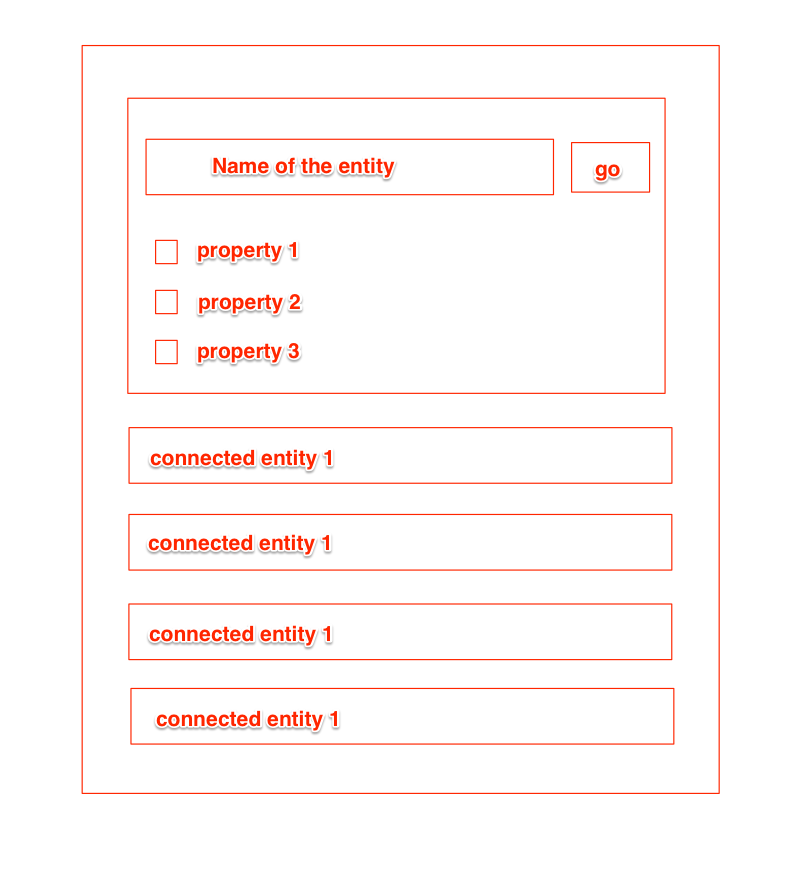 Name of the entity
go
property 1
property 2
property 3
connected entity 1
connected entity 1
connected entity 1
connected entity 1